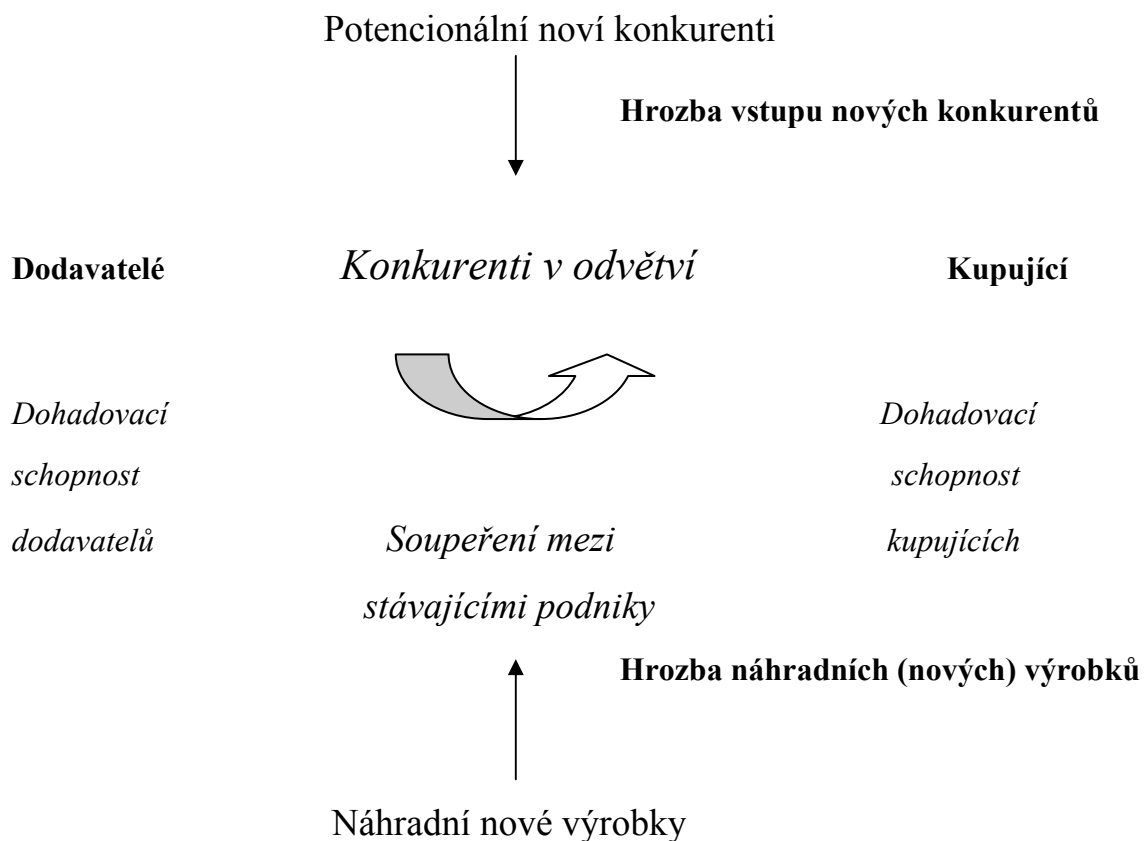 Potencionální noví konkurenti
Hrozba vstupu nových konkurentů
Dodavatelé Konkurenti v odvětví Kupující
Dohadovací Dohadovací
schopnost schopnost
dodavatelů Soupeření mezi kupujících
stávajícími podniky
Hrozba náhradních (nových) výrobků
Náhradní nové výrobky